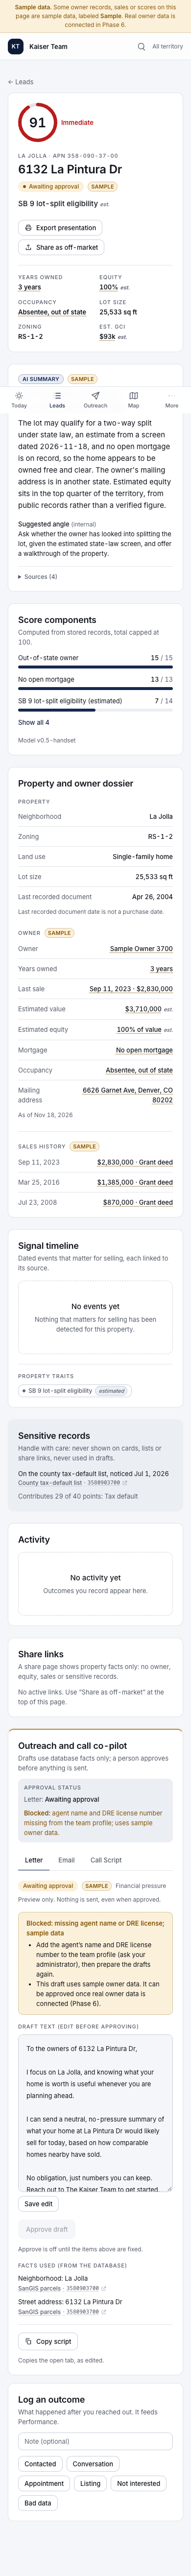 Sample data. Some owner records, sales or scores on this
page are sample data, labeled Sample. Real owner data is
connected in Phase 6.
KT
Kaiser Team
All territory
← Leads
91
Immediate
LA JOLLA · APN 358-090-37-00
6132 La Pintura Dr
Awaiting approval
SAMPLE
SB 9 lot-split eligibility est.
Export presentation
Share as off-market
YEARS OWNED
EQUITY
3 years
100% est.
OCCUPANCY
LOT SIZE
Absentee, out of state
25,533 sq ft
ZONING
EST. GCI
RS-1-2
$93k est.
AI SUMMARY
SAMPLE
Today
Leads
Outreach
Map
More
The lot may qualify for a two-way split
under state law, an estimate from a screen
dated 2026-11-18, and no open mortgage
is on record, so the home appears to be
owned free and clear. The owner's mailing
address is in another state. Estimated equity
sits in the top quarter of the territory, from
public records rather than a verified figure.
Suggested angle (internal)
Ask whether the owner has looked into splitting the
lot, given the estimated state-law screen, and offer
a walkthrough of the property.
Sources (4)
Score components
Computed from stored records, total capped at
100.
Out-of-state owner
15 / 15
No open mortgage
13 / 13
SB 9 lot-split eligibility (estimated)
7 / 14
Show all 4
Model v0.5-handset
Property and owner dossier
PROPERTY
Neighborhood
La Jolla
Zoning
RS-1-2
Land use
Single-family home
Lot size
25,533 sq ft
Last recorded document
Apr 26, 2004
Last recorded document date is not a purchase date.
OWNER
SAMPLE
Owner
Sample Owner 3700
Years owned
3 years
Last sale
Sep 11, 2023 · $2,830,000
Estimated value
$3,710,000 est.
Estimated equity
100% of value est.
Mortgage
No open mortgage
Occupancy
Absentee, out of state
Mailing
address
6626 Garnet Ave, Denver, CO
80202
As of Nov 18, 2026
SALES HISTORY
SAMPLE
Sep 11, 2023
$2,830,000 · Grant deed
Mar 25, 2016
$1,385,000 · Grant deed
Jul 23, 2008
$870,000 · Grant deed
Signal timeline
Dated events that matter for selling, each linked to
its source.
No events yet
Nothing that matters for selling has been
detected for this property.
PROPERTY TRAITS
SB 9 lot-split eligibility
estimated
Sensitive records
Handle with care: never shown on cards, lists or
share links, never used in drafts.
On the county tax-default list, noticed Jul 1, 2026
County tax-default list · 3580903700
Contributes 29 of 40 points: Tax default
Activity
No activity yet
Outcomes you record appear here.
Share links
A share page shows property facts only: no owner,
equity, sales or sensitive records.
No active links. Use “Share as off-market” at the
top of this page.
Outreach and call co-pilot
Drafts use database facts only; a person approves
before anything is sent.
APPROVAL STATUS
Letter: Awaiting approval
Blocked: agent name and DRE license number
missing from the team profile; uses sample
owner data.
Letter
Email
Call Script
Awaiting approval
SAMPLE
Financial pressure
Preview only. Nothing is sent, even when approved.
Blocked: missing agent name or DRE license;
sample data
• Add the agent’s name and DRE license
number to the team profile (ask your
administrator), then prepare the drafts
again.
• This draft uses sample owner data. It can
be approved once real owner data is
connected (Phase 6).
DRAFT TEXT (EDIT BEFORE APPROVING)
To the owners of 6132 La Pintura Dr,
I focus on La Jolla, and knowing what your
home is worth is useful whenever you are
planning ahead.
I can send a neutral, no-pressure summary of
what your home at La Pintura Dr would likely
sell for today, based on how comparable
homes nearby have sold.
No obligation, just numbers you can keep.
Reach out to The Kaiser Team to get started.
Save edit
Approve draft
Approve is off until the items above are fixed.
FACTS USED (FROM THE DATABASE)
Neighborhood: La Jolla
SanGIS parcels · 3580903700
Street address: 6132 La Pintura Dr
SanGIS parcels · 3580903700
Copy script
Copies the open tab, as edited.
Log an outcome
What happened after you reached out. It feeds
Performance.
Note (optional)
Contacted
Conversation
Appointment
Listing
Not interested
Bad data